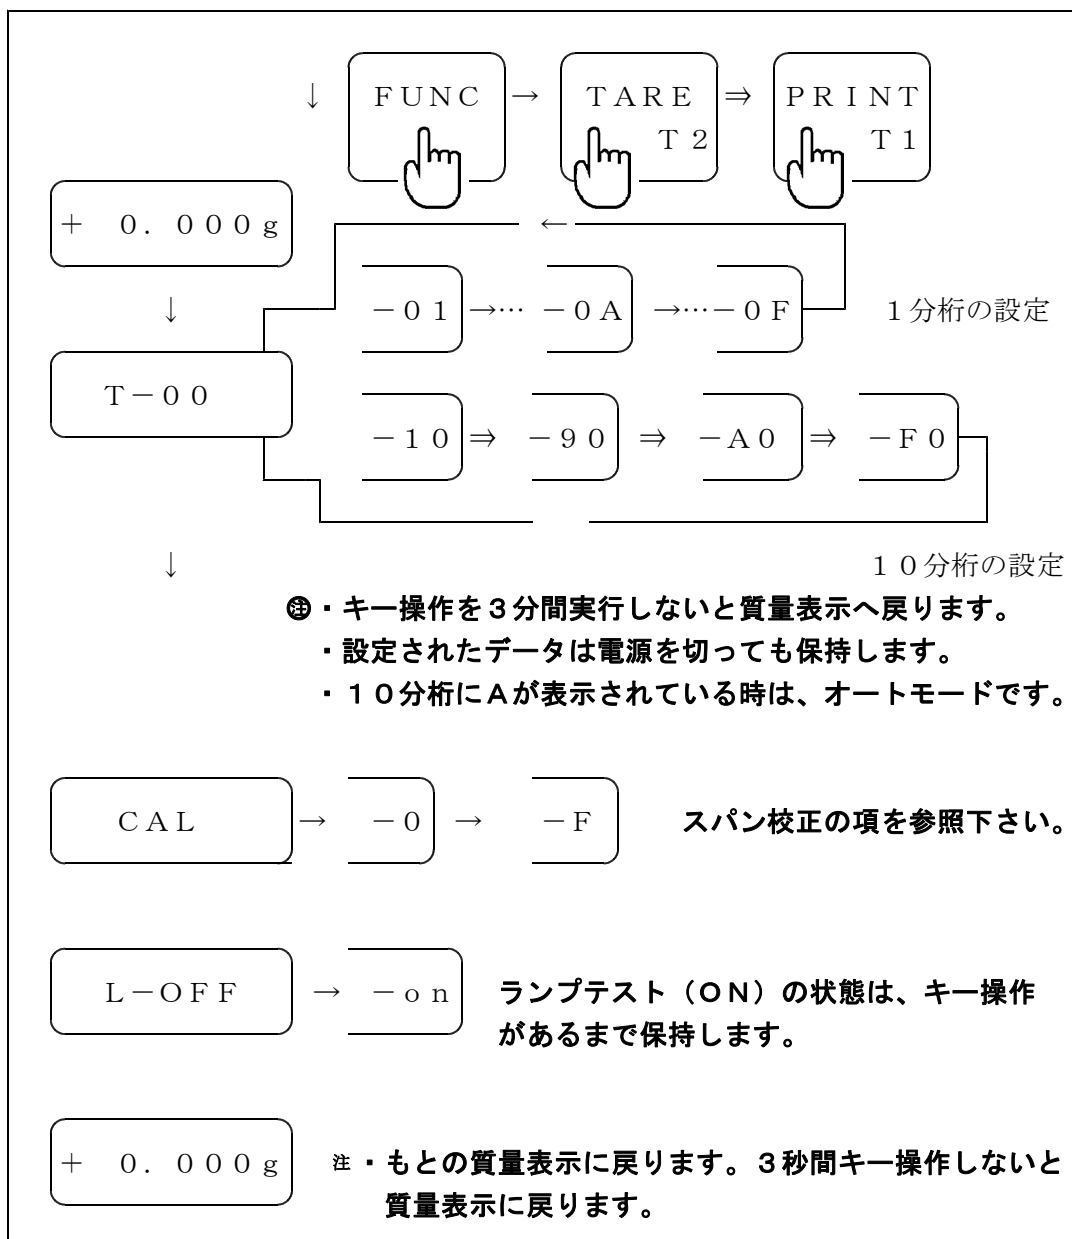 ↓ ＦＵＮＣ → ＴＡＲＥ ⇒ ＰＲＩＮＴ
Ｔ２ Ｔ１
＋ ０．０００ｇ
←
↓ －０１ →… －０Ａ →… －０Ｆ １分桁の設定
Ｔ－００
－１０ ⇒ －９０ ⇒ －Ａ０ ⇒ －Ｆ０
↓ １０分桁の設定
㊟・キー操作を３分間実行しないと質量表示へ戻ります。
・設定されたデータは電源を切っても保持します。
・１０分桁にＡが表示されている時は、オートモードです。
ＣＡＬ → －０ → －Ｆ スパン校正の項を参照下さい。
Ｌ－ＯＦＦ → －ｏｎ ランプテスト（ＯＮ）の状態は、キー操作
があるまで保持します。
＋ ０．０００ｇ 注・もとの質量表示に戻ります。３秒間キー操作しないと
質量表示に戻ります。